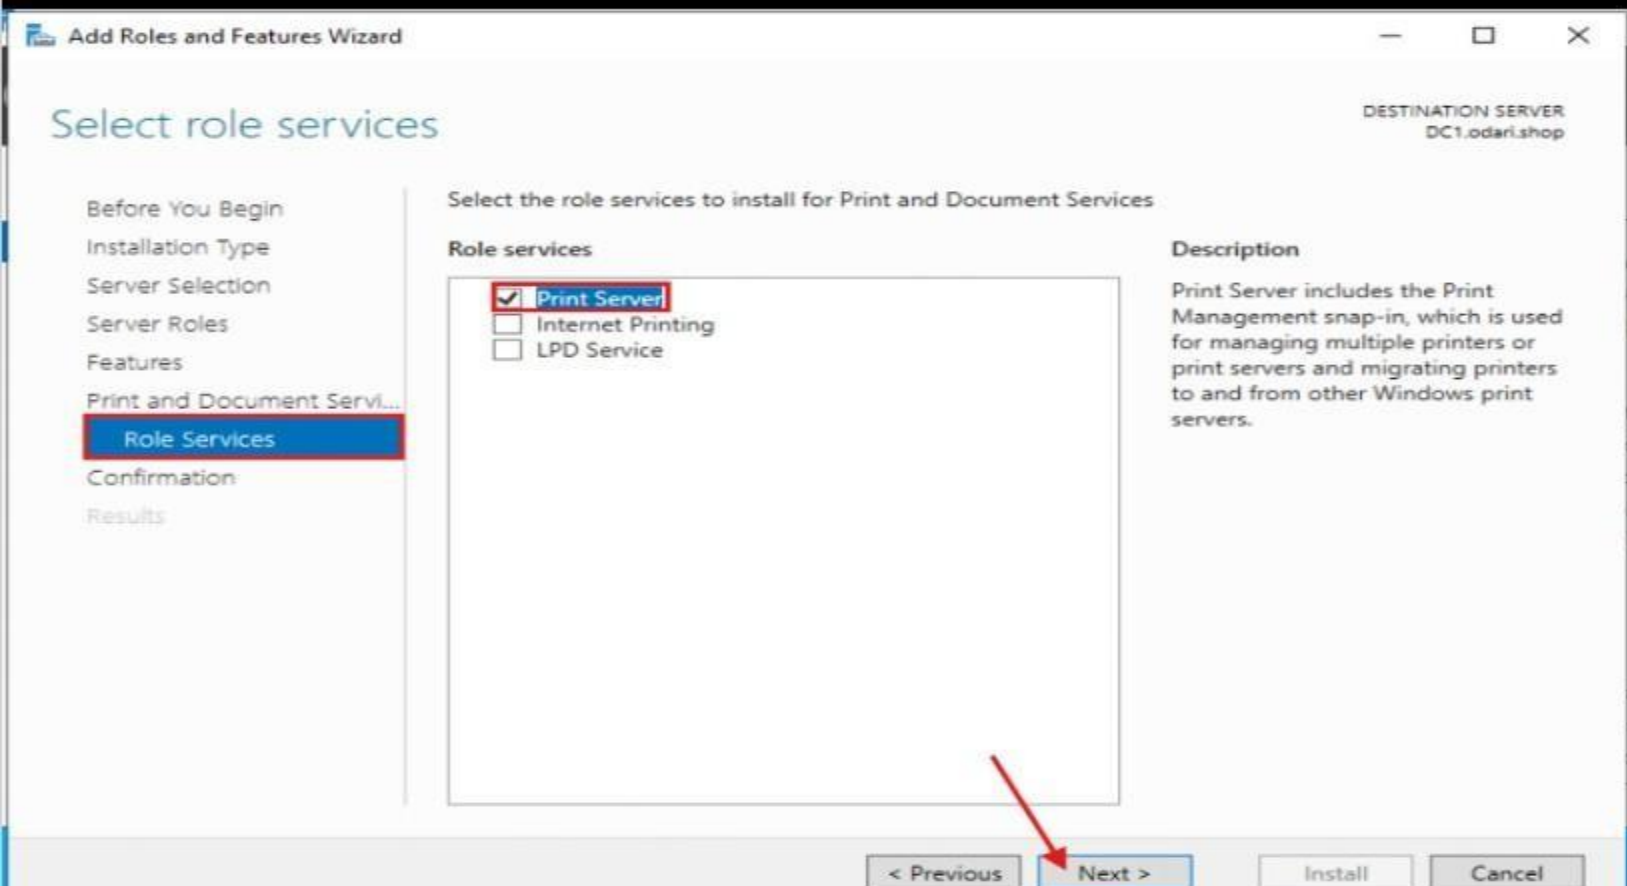 Add Roles and Features Wizard
Select role services
DESTINATION SERVER
DC1.odari.shop
Before You Begin
Installation Type
Server Selection
Server Roles
Features
Print and Document Servi...
Role Services
Confirmation
Results
Select the role services to install for Print and Document Services
Role services
Print Server
Internet Printing
LPD Service
Description
Print Server includes the Print
Management snap-in, which is used
for managing multiple printers or
print servers and migrating printers
to and from other Windows print
servers.
< Previous
Next >
Install
Cancel